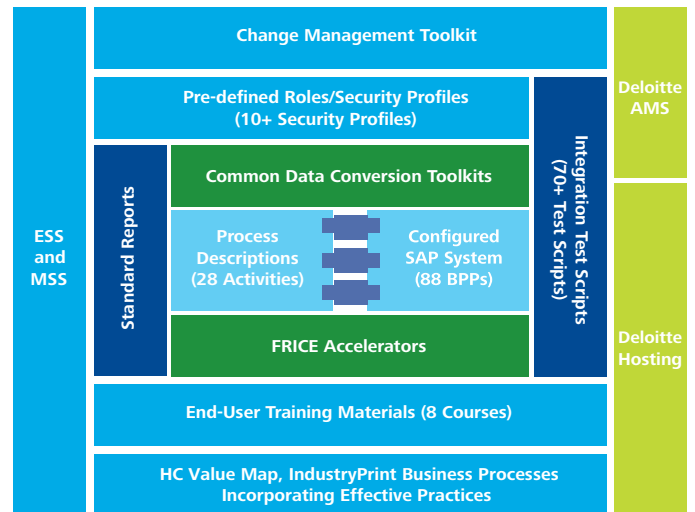 Change Management Toolkit
Pre-defined Roles/Security Profiles
(10+ Security Profiles)
Deloitte
AMS
Integration Test Scripts
(70+ Test Scripts)
Common Data Conversion Toolkits
ESS
and
MSS
Standard Reports
Process
Descriptions
(28 Activities)
Configured
SAP System
(88 BPPs)
FRICE Accelerators
Deloitte
Hosting
End-User Training Materials (8 Courses)
HC Value Map, IndustryPrint Business Processes
Incorporating Effective Practices